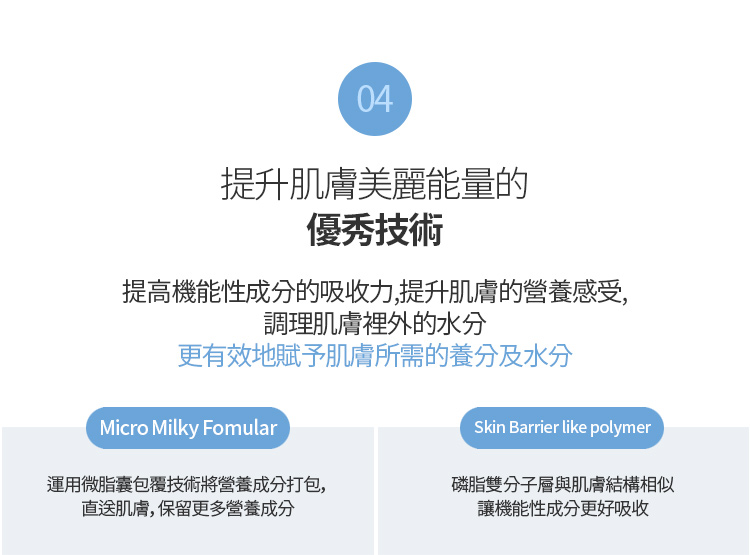 04
提升肌膚美麗能量的
優秀技術
提高機能性成分的吸收力,提升肌膚的營養感受,
調理肌膚裡外的水分
更有效地賦予肌膚所需的養分及水分
Micro Milky Fomular
運用微脂囊包覆技術將營養成分打包,
直送肌膚, 保留更多營養成分
Skin Barrier like polymer
磷脂雙分子層與肌膚結構相似
讓機能性成分更好吸收